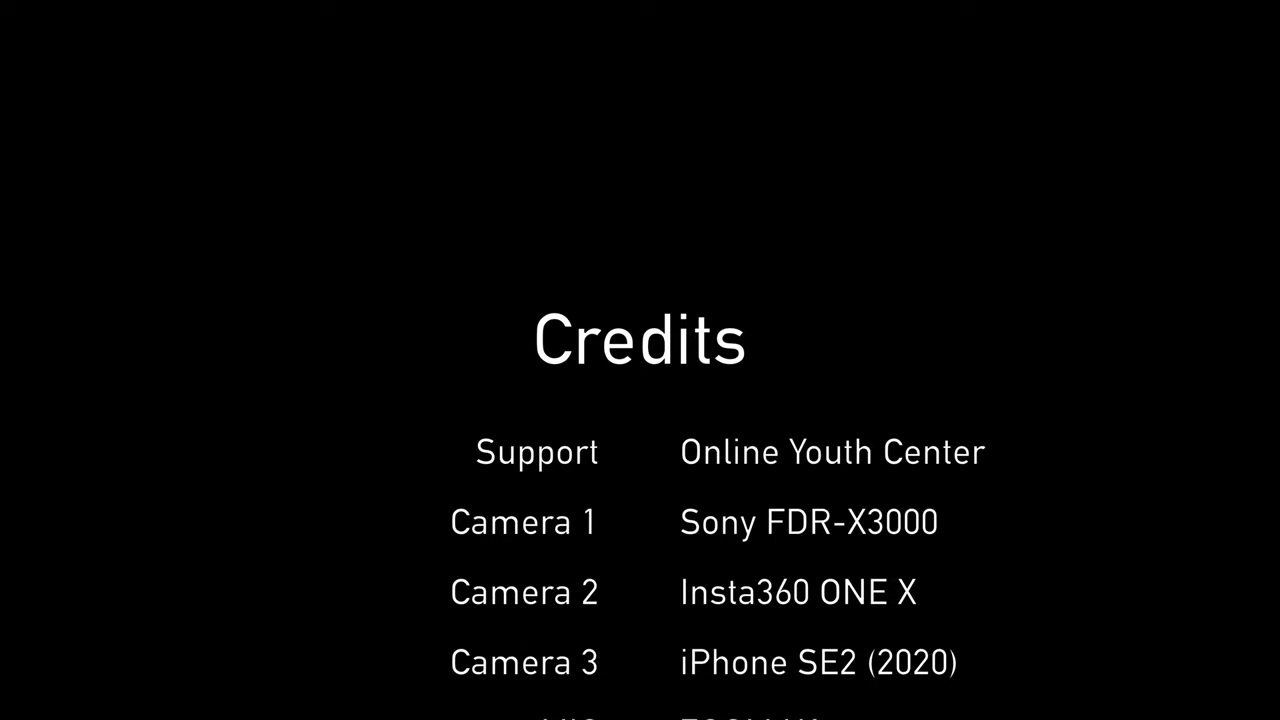 Credits
Support Online Youth Center
Camera 1 Sony FDR-X3000
Camera 2 Insta360 ONE X
Camera 3 iPhone SE2 (2020)